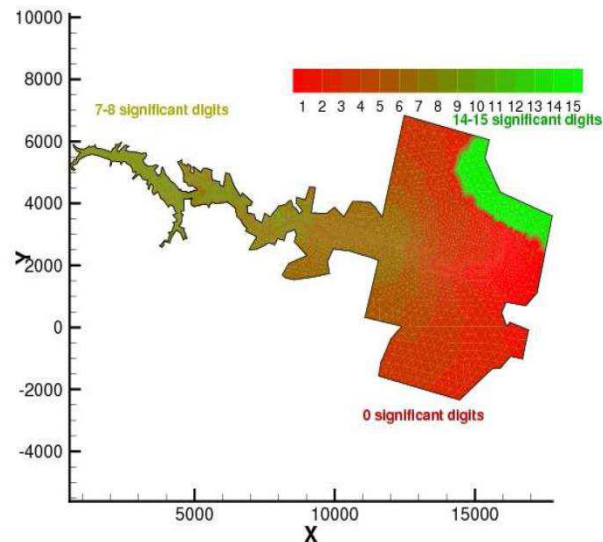 10000
8000
6000
4000
2000
0
-2000
-4000
Y
7-8 significant digits
1 2 3 4 5 6 7 8 9 10 11 12 13 14 15
14-15 significant digits
0 significant digits
5000 10000 15000
X